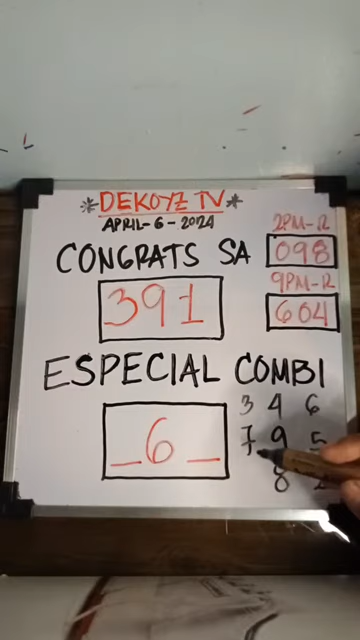 *DEKOYZ TV*
APRIL-6-2024
2PM-R
098
CONGRATS SA
9PM-R
391
604
ESPECIAL COMBI
3 4 6
7 9 5
_6_
8